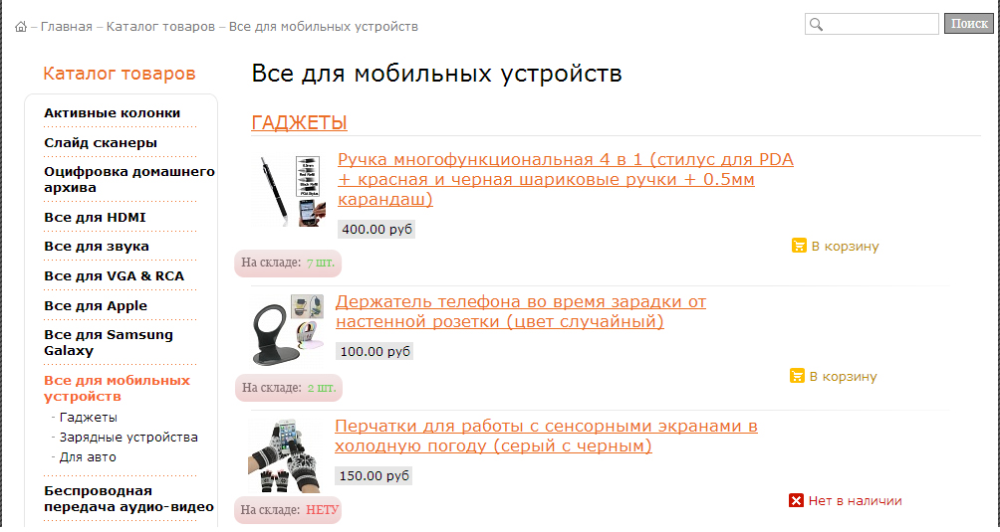 – Главная – Каталог товаров – Все для мобильных устройств
Поиск
Каталог товаров
Активные колонки
Слайд сканеры
Оцифровка домашнего
архива
Все для HDMI
Все для звука
Все для VGA & RCA
Все для Apple
Все для Samsung
Galaxy
Все для мобильных
устройств
- Гаджеты
- Зарядные устройства
- Для авто
Беспроводная
передача аудио-видео
Все для мобильных устройств
ГАДЖЕТЫ
Ручка многофункциональная 4 в 1 (стилус для PDA
+ красная и черная шариковые ручки + 0.5мм
карандаш)
400.00 руб
В корзину
На складе: 7 шт.
Держатель телефона во время зарадки от
настенной розетки (цвет случайный)
100.00 руб
В корзину
На складе: 2 шт.
Перчатки для работы с сенсорными экранами в
холодную погоду (серый с черным)
150.00 руб
Нет в наличии
На складе: НЕТУ